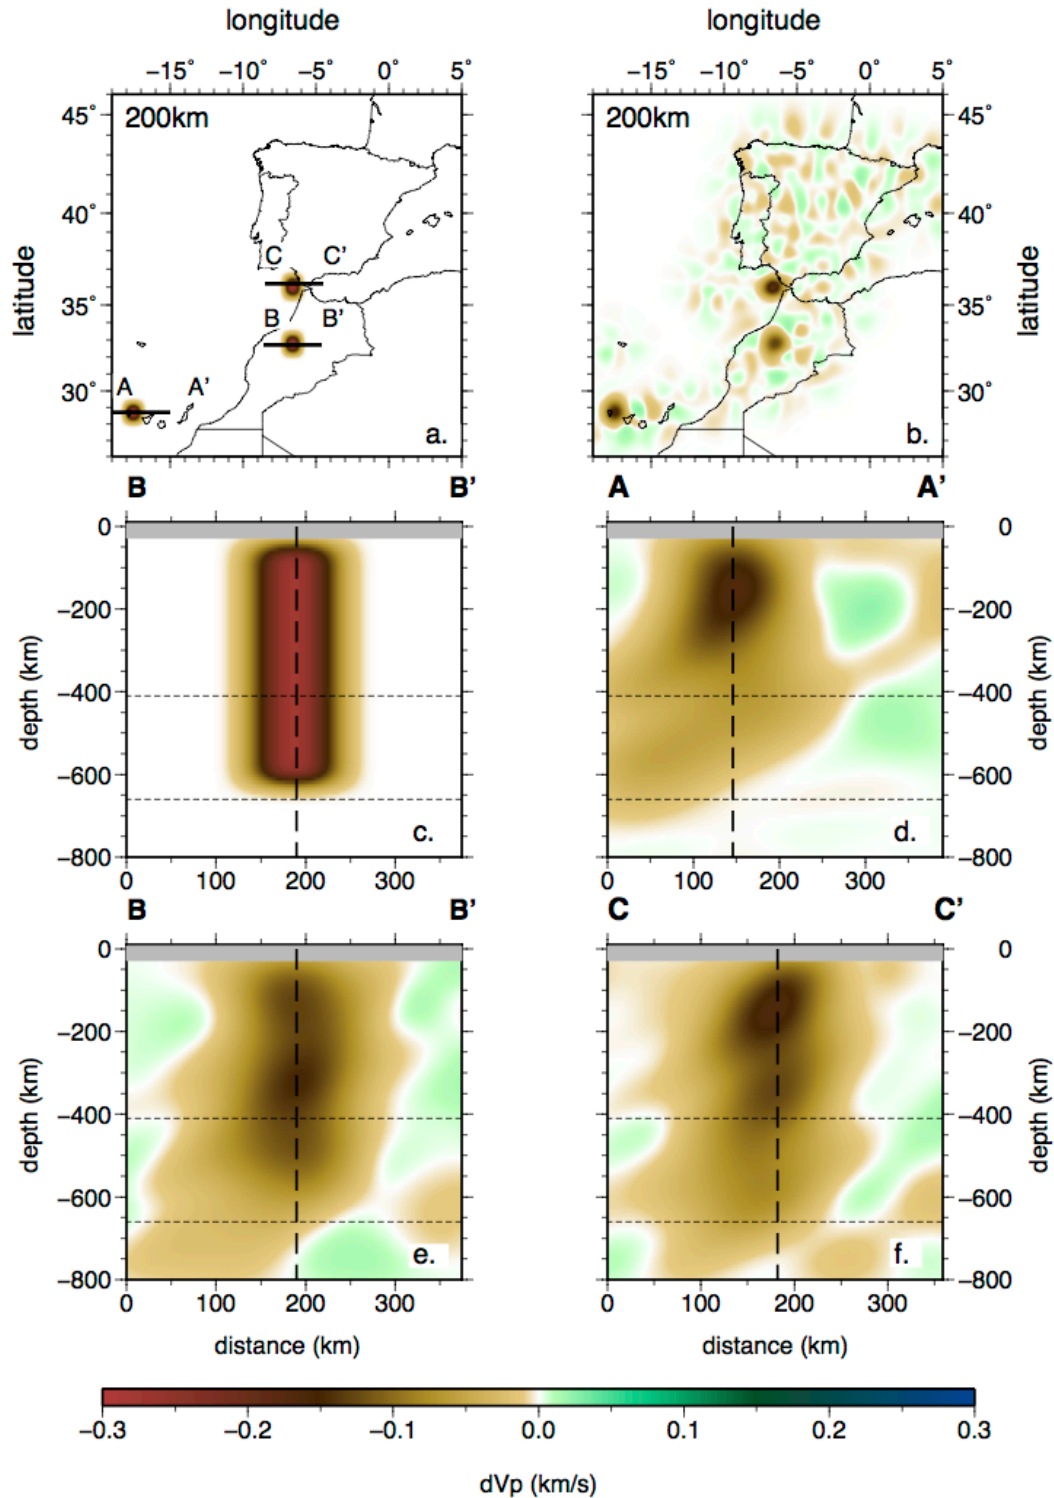 longitude longitude
−15° −10° −5° 0° 5° −15° −10° −5° 0° 5°
45° 200km 200km 45°
40° 40°
latitude latitude
C C'
35° 35°
B B'
30° A A' 30°
a. b.
B B' A A'
0 0
−200 −200
depth (km) depth (km)
−400 −400
−600 −600
c. d.
−800 −800
0 100 200 300 0 100 200 300
B B' C C'
0 0
−200 −200
depth (km) depth (km)
−400 −400
−600 −600
e. f.
−800 −800
0 100 200 300 0 100 200 300
distance (km) distance (km)
−0.3 −0.2 −0.1 0.0 0.1 0.2 0.3
dVp (km/s)